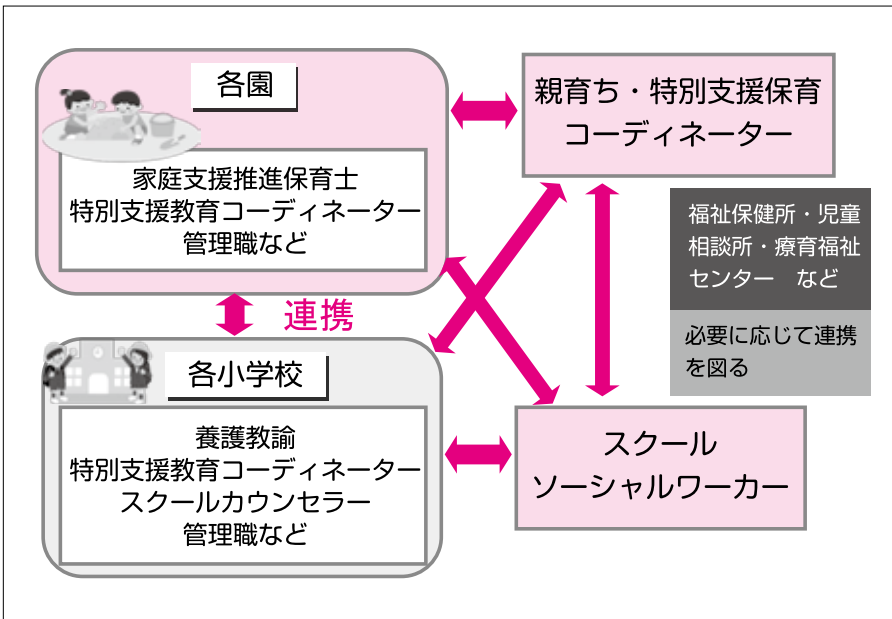 各園
家庭支援推進保育士
特別支援教育コーディネーター
管理職など
親育ち・特別支援保育
コーディネーター
福祉保健所・児童
相談所・療育福祉
センター　など
必要に応じて連携
を図る
連携
各小学校
養護教諭
特別支援教育コーディネーター
スクールカウンセラー
管理職など
スクール
ソーシャルワーカー